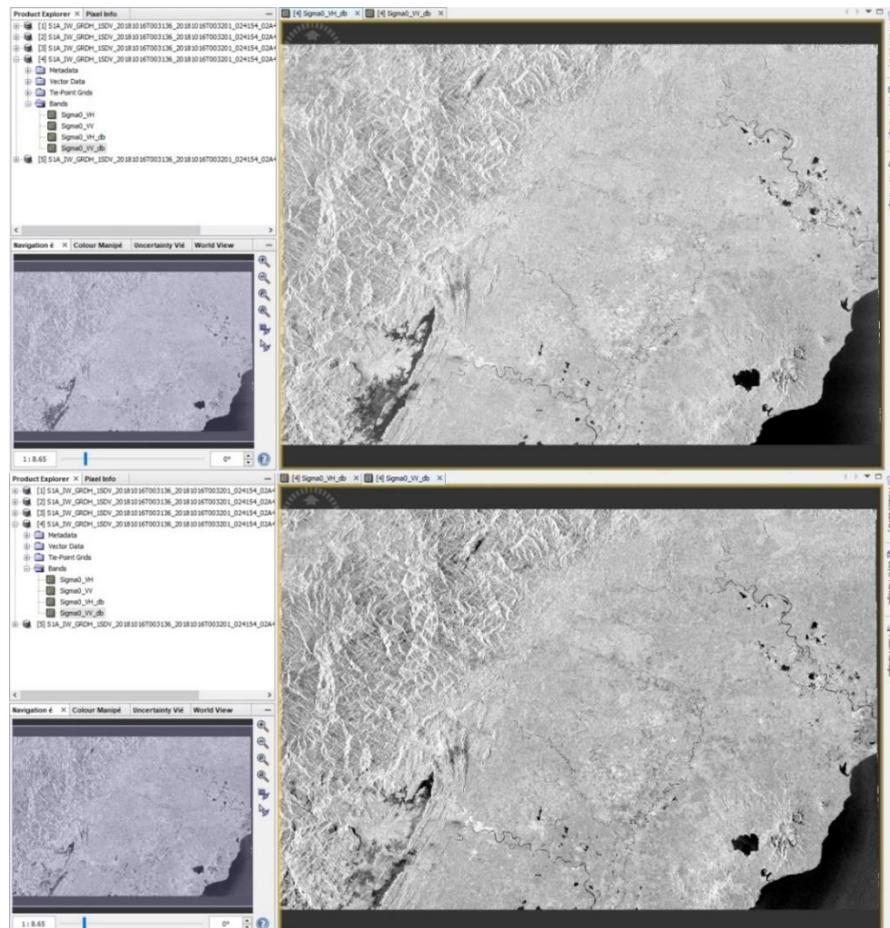 Product Explorer × Pixel Info
[1] S1A_IW_GRDH_1SDV_20181016T003136_20181016T003201_024154_02A4
[2] S1A_IW_GRDH_1SDV_20181016T003136_20181016T003201_024154_02A4
[3] S1A_IW_GRDH_1SDV_20181016T003136_20181016T003201_024154_02A4
[4] S1A_IW_GRDH_1SDV_20181016T003136_20181016T003201_024154_02A4
Metadata
Vector Data
Tie-Point Grids
Bands
Sigma0_VH
Sigma0_VV
Sigma0_VH_db
Sigma0_VV_db
[5] S1A_IW_GRDH_1SDV_20181016T003136_20181016T003201_024154_02A4
[4] Sigma0_VH_db × [4] Sigma0_VV_db ×
Navigation é × Colour Manipé Uncertainty Vié World View
1: 8.65 0°
Product Explorer × Pixel Info
[1] S1A_IW_GRDH_1SDV_20181016T003136_20181016T003201_024154_02A4
[2] S1A_IW_GRDH_1SDV_20181016T003136_20181016T003201_024154_02A4
[3] S1A_IW_GRDH_1SDV_20181016T003136_20181016T003201_024154_02A4
[4] S1A_IW_GRDH_1SDV_20181016T003136_20181016T003201_024154_02A4
Metadata
Vector Data
Tie-Point Grids
Bands
Sigma0_VH
Sigma0_VV
Sigma0_VH_db
Sigma0_VV_db
[5] S1A_IW_GRDH_1SDV_20181016T003136_20181016T003201_024154_02A4
[4] Sigma0_VH_db × [4] Sigma0_VV_db ×
Navigation é × Colour Manipé Uncertainty Vié World View
1: 8.65 0°